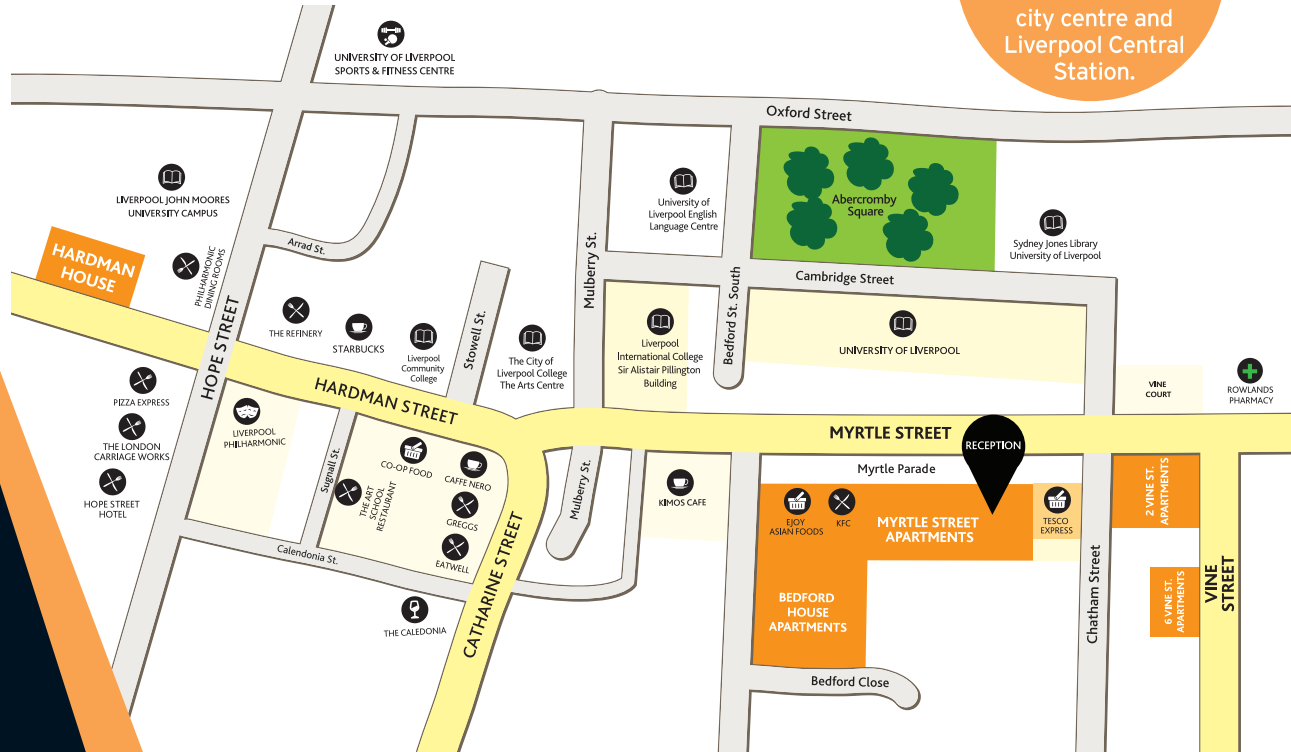 city centre and
Liverpool Central
Station.
UNIVERSITY OF LIVERPOOL
SPORTS & FITNESS CENTRE
Oxford Street
LIVERPOOL JOHN MOORES
UNIVERSITY CAMPUS
HARDMAN
HOUSE
PHILHARMONIC
DINING ROOMS
HOPE STREET
Arrad St.
University of
Liverpool English
Language Centre
Abercromby
Square
Sydney Jones Library
University of Liverpool
Cambridge Street
Mulberry St.
Bedford St. South
Stowell St.
THE REFINERY
STARBUCKS
Liverpool
Community
College
The City of
Liverpool College
The Arts Centre
Liverpool
International College
Sir Alistair Pillington
Building
UNIVERSITY OF LIVERPOOL
VINE
COURT
ROWLANDS
PHARMACY
PIZZA EXPRESS
THE LONDON
CARRIAGE WORKS
HOPE STREET
HOTEL
HARDMAN STREET
LIVERPOOL
PHILHARMONIC
Sugnall St.
CO-OP FOOD
CAFFE NERO
THE ART
SCHOOL
RESTAURANT
GREGGS
EATWELL
Calendonia St.
THE CALEDONIA
CATHARINE STREET
Mulberry St.
KIMOS CAFE
MYRTLE STREET
RECEPTION
Myrtle Parade
EJOY
ASIAN FOODS
KFC
MYRTLE STREET
APARTMENTS
TESCO
EXPRESS
BEDFORD
HOUSE
APARTMENTS
Bedford Close
Chatham Street
2 VINE ST.
APARTMENTS
6 VINE ST.
APARTMENTS
VINE
STREET